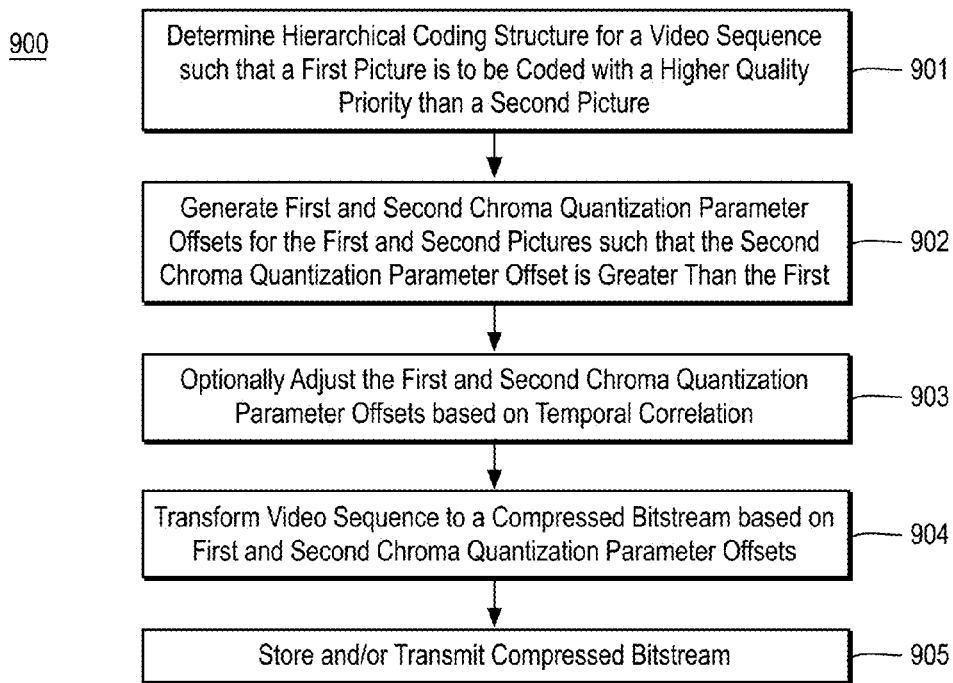 900
Determine Hierarchical Coding Structure for a Video Sequence
such that a First Picture is to be Coded with a Higher Quality
Priority than a Second Picture
901
Generate First and Second Chroma Quantization Parameter
Offsets for the First and Second Pictures such that the Second
Chroma Quantization Parameter Offset is Greater Than the First
902
Optionally Adjust the First and Second Chroma Quantization
Parameter Offsets based on Temporal Correlation
903
Transform Video Sequence to a Compressed Bitstream based on
First and Second Chroma Quantization Parameter Offsets
904
Store and/or Transmit Compressed Bitstream
905